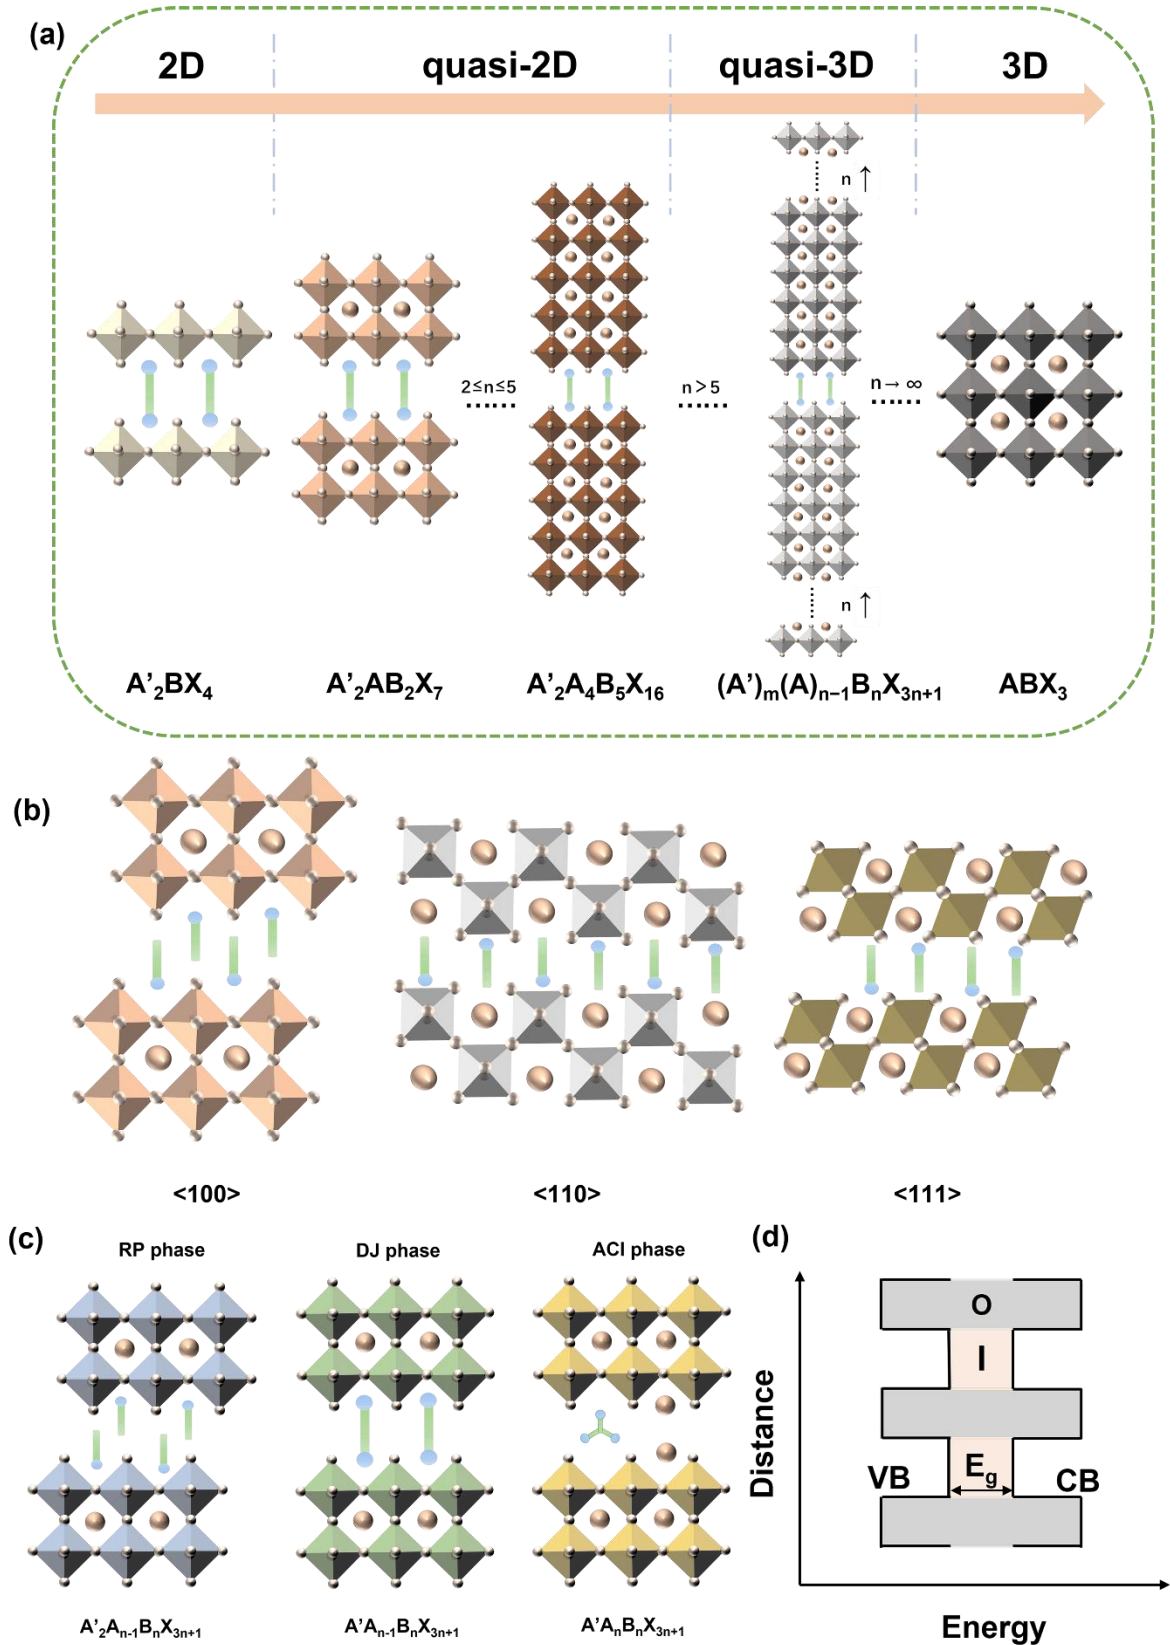 (a)
2D quasi-2D quasi-3D 3D
n ↑
2≤n≤5 n > 5 n→ ∞
n ↑
A’₂BX₄ A’₂AB₂X₇ A’₂A₄B₅X₁₆ (A’)ₘ(A)ₙ₋₁BₙX₃ₙ₊₁ ABX₃
(b)
<100> <110> <111>
(c)
RP phase DJ phase ACI phase
A’₂Aₙ₋₁BₙX₃ₙ₊₁ A’Aₙ₋₁BₙX₃ₙ₊₁ A’AₙBₙX₃ₙ₊₁
(d)
O
I
VB E_g CB
Distance
Energy